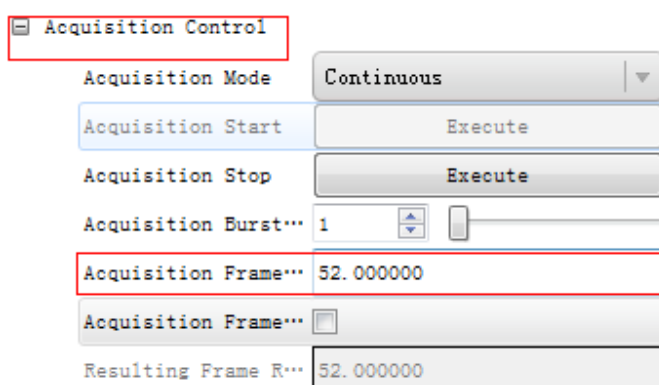 Acquisition Control
Acquisition Mode Continuous
Acquisition Start Execute
Acquisition Stop Execute
Acquisition Burst··· 1
Acquisition Frame··· 52.000000
Acquisition Frame···
Resulting Frame R··· 52.000000